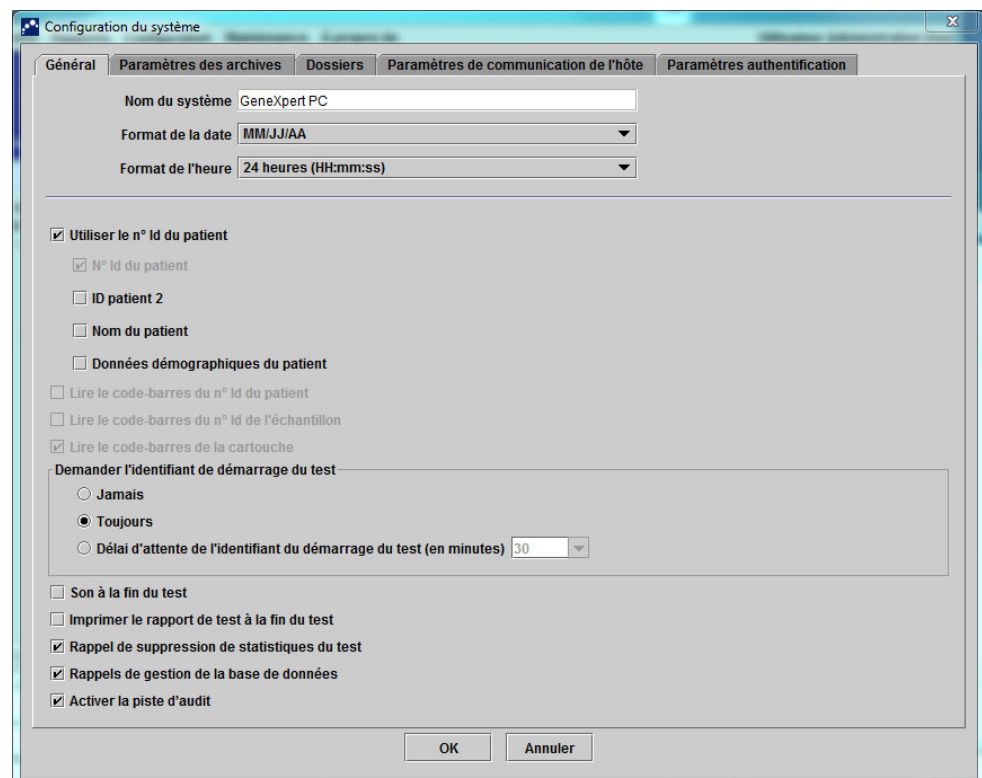 Configuration du système
Général Paramètres des archives Dossiers Paramètres de communication de l'hôte Paramètres authentification
Nom du système GeneXpert PC
Format de la date MM/JJ/AA
Format de l'heure 24 heures (HH:mm:ss)
Utiliser le n° Id du patient
N° Id du patient
ID patient 2
Nom du patient
Données démographiques du patient
Lire le code-barres du n° Id du patient
Lire le code-barres du n° Id de l'échantillon
Lire le code-barres de la cartouche
Demander l'identifiant de démarrage du test
Jamais
Toujours
Délai d'attente de l'identifiant du démarrage du test (en minutes) 30
Son à la fin du test
Imprimer le rapport de test à la fin du test
Rappel de suppression de statistiques du test
Rappels de gestion de la base de données
Activer la piste d'audit
OK Annuler